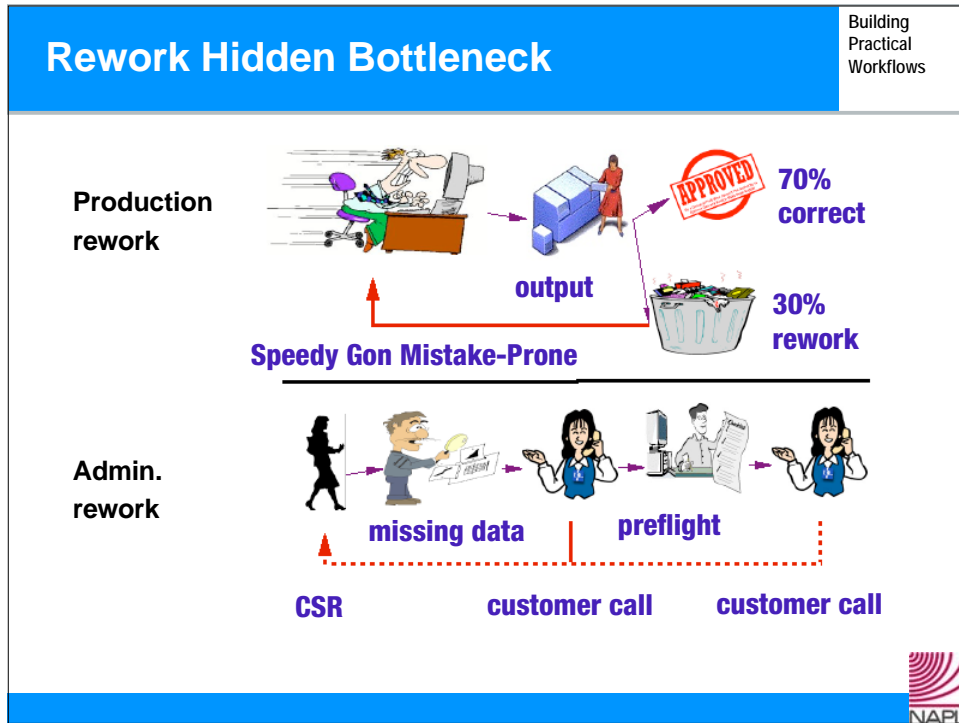 Rework Hidden Bottleneck
Building
Practical
Workflows
Production
rework
APPROVED
70%
correct
output
30%
rework
Speedy Gon Mistake-Prone
Admin.
rework
missing data
preflight
CSR
customer call
customer call
NAPL